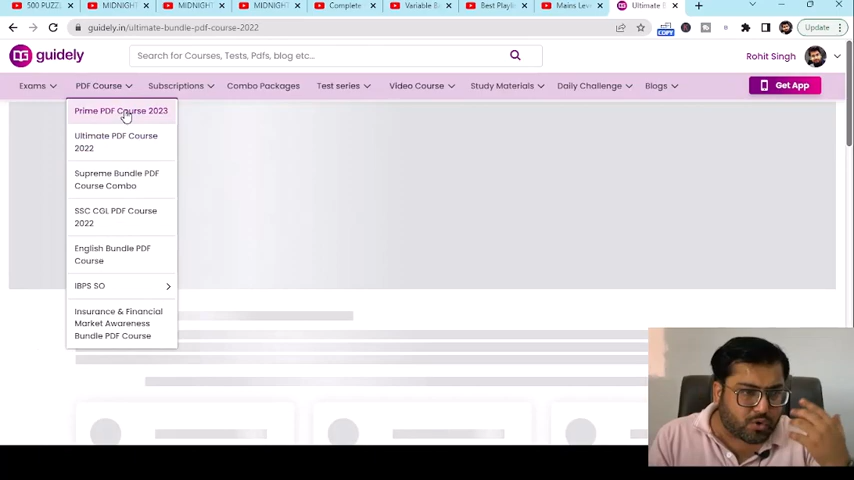 500 PUZZ
MIDNIGH
MIDNIGHT
MIDNIGHT
Complete
Variable B
Best Playli
Mains Leve
Ultimate B
guidely.in/ultimate-bundle-pdf-course-2022
COPY
Update
guidely
Search for Courses, Tests, Pdfs, blog etc...
Rohit Singh
Exams
PDF Course
Subscriptions
Combo Packages
Test series
Video Course
Study Materials
Daily Challenge
Blogs
Get App
Prime PDF Course 2023
Ultimate PDF Course
2022
Supreme Bundle PDF
Course Combo
SSC CGL PDF Course
2022
English Bundle PDF
Course
IBPS SO
Insurance & Financial
Market Awareness
Bundle PDF Course